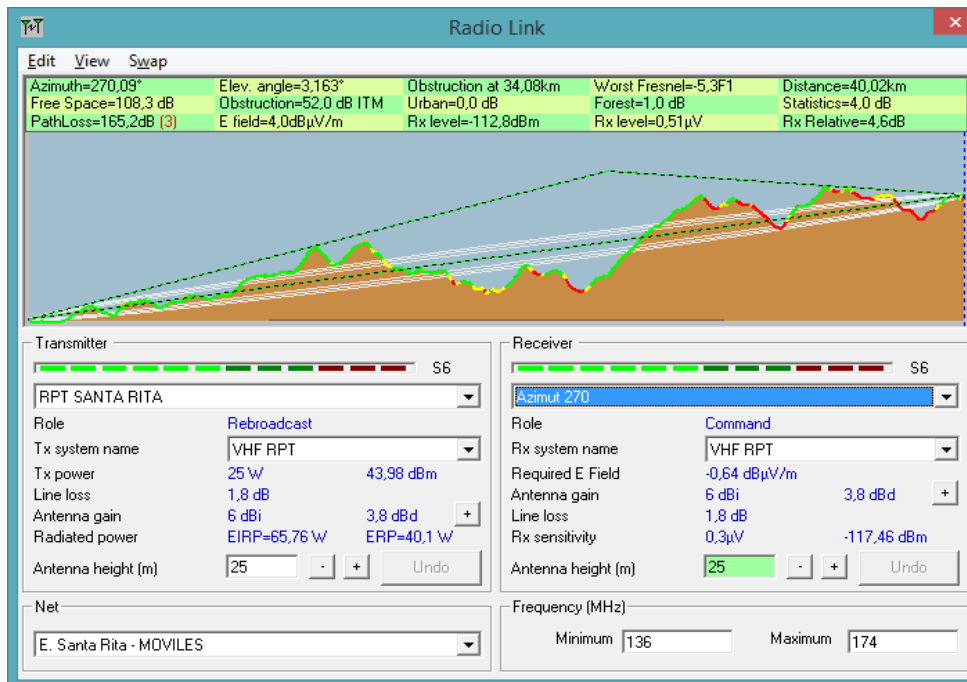 Radio Link
Edit View Swap
Azimuth=270,09° Elev. angle=3,163° Obstruction at 34,08km Worst Fresnel=-5,3F1 Distance=40,02km
Free Space=108,3 dB Obstruction=52,0 dB ITM Urban=0,0 dB Forest=1,0 dB Statistics=4,0 dB
PathLoss=165,2dB (3) E field=4,0dBµV/m Rx level=-112,8dBm Rx level=0,51µV Rx Relative=4,6dB
Transmitter
S6
RPT SANTA RITA
Role Rebroadcast
Tx system name VHF RPT
Tx power 25 W 43,98 dBm
Line loss 1,8 dB
Antenna gain 6 dBi 3,8 dBd +
Radiated power EIRP=65,76 W ERP=40,1 W
Antenna height (m) 25 - + Undo
Net
E. Santa Rita - MOVILES
Receiver
S6
Azimut 270
Role Command
Rx system name VHF RPT
Required E Field -0,64 dBµV/m
Antenna gain 6 dBi 3,8 dBd +
Line loss 1,8 dB
Rx sensitivity 0,3µV -117,46 dBm
Antenna height (m) 25 - + Undo
Frequency (MHz)
Minimum 136 Maximum 174